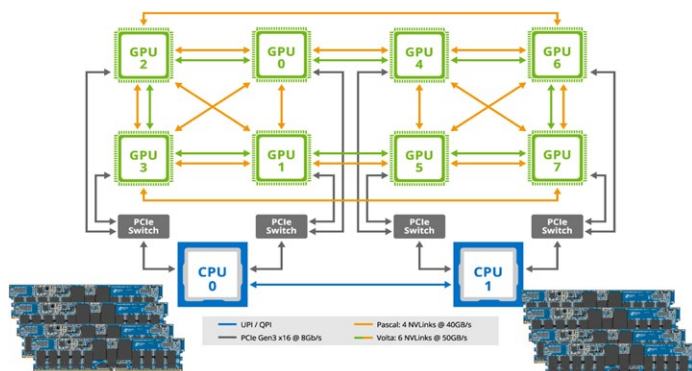 GPU
2
GPU
0
GPU
4
GPU
6
GPU
3
GPU
1
GPU
5
GPU
7
PCIe
Switch
PCIe
Switch
PCIe
Switch
PCIe
Switch
CPU
0
CPU
1
UPI / QPI
Pascal: 4 NVLinks @ 40GB/s
PCIe Gen3 x16 @ 8Gb/s
Volta: 6 NVLinks @ 50GB/s